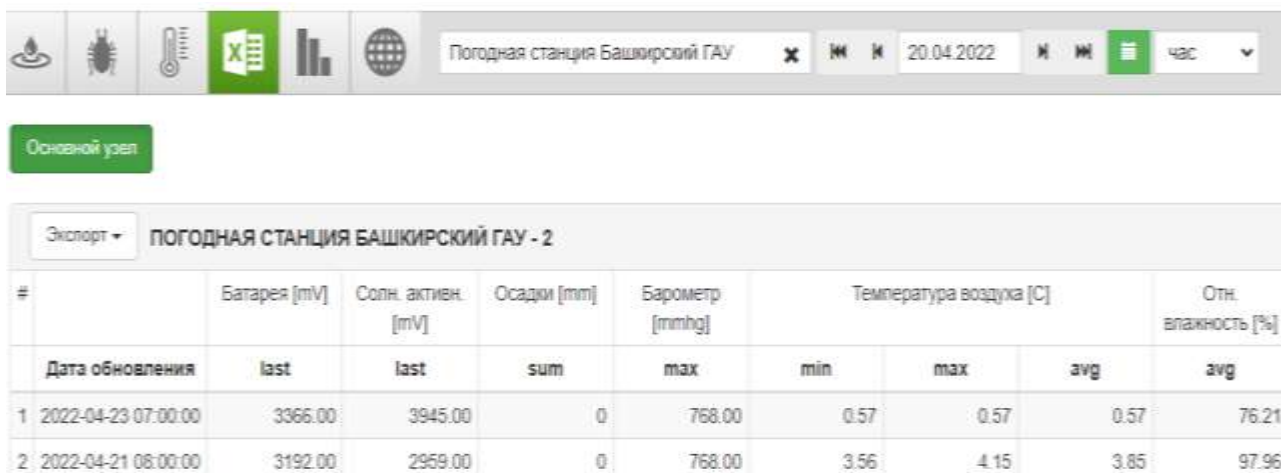 Погодная станция Башкирский ГАУ 20.04.2022 час
Основной узел
Экспорт ПОГОДНАЯ СТАНЦИЯ БАШКИРСКИЙ ГАУ - 2
# Батарея [mV] Солн. активн. [mV] Осадки [mm] Барометр [mmhg] Температура воздуха [C] Отн. влажность [%]
Дата обновления last last sum max min max avg avg
1 2022-04-23 07:00:00 3366.00 3945.00 0 768.00 0.57 0.57 0.57 76.21
2 2022-04-21 08:00:00 3192.00 2959.00 0 768.00 3.56 4.15 3.85 97.96